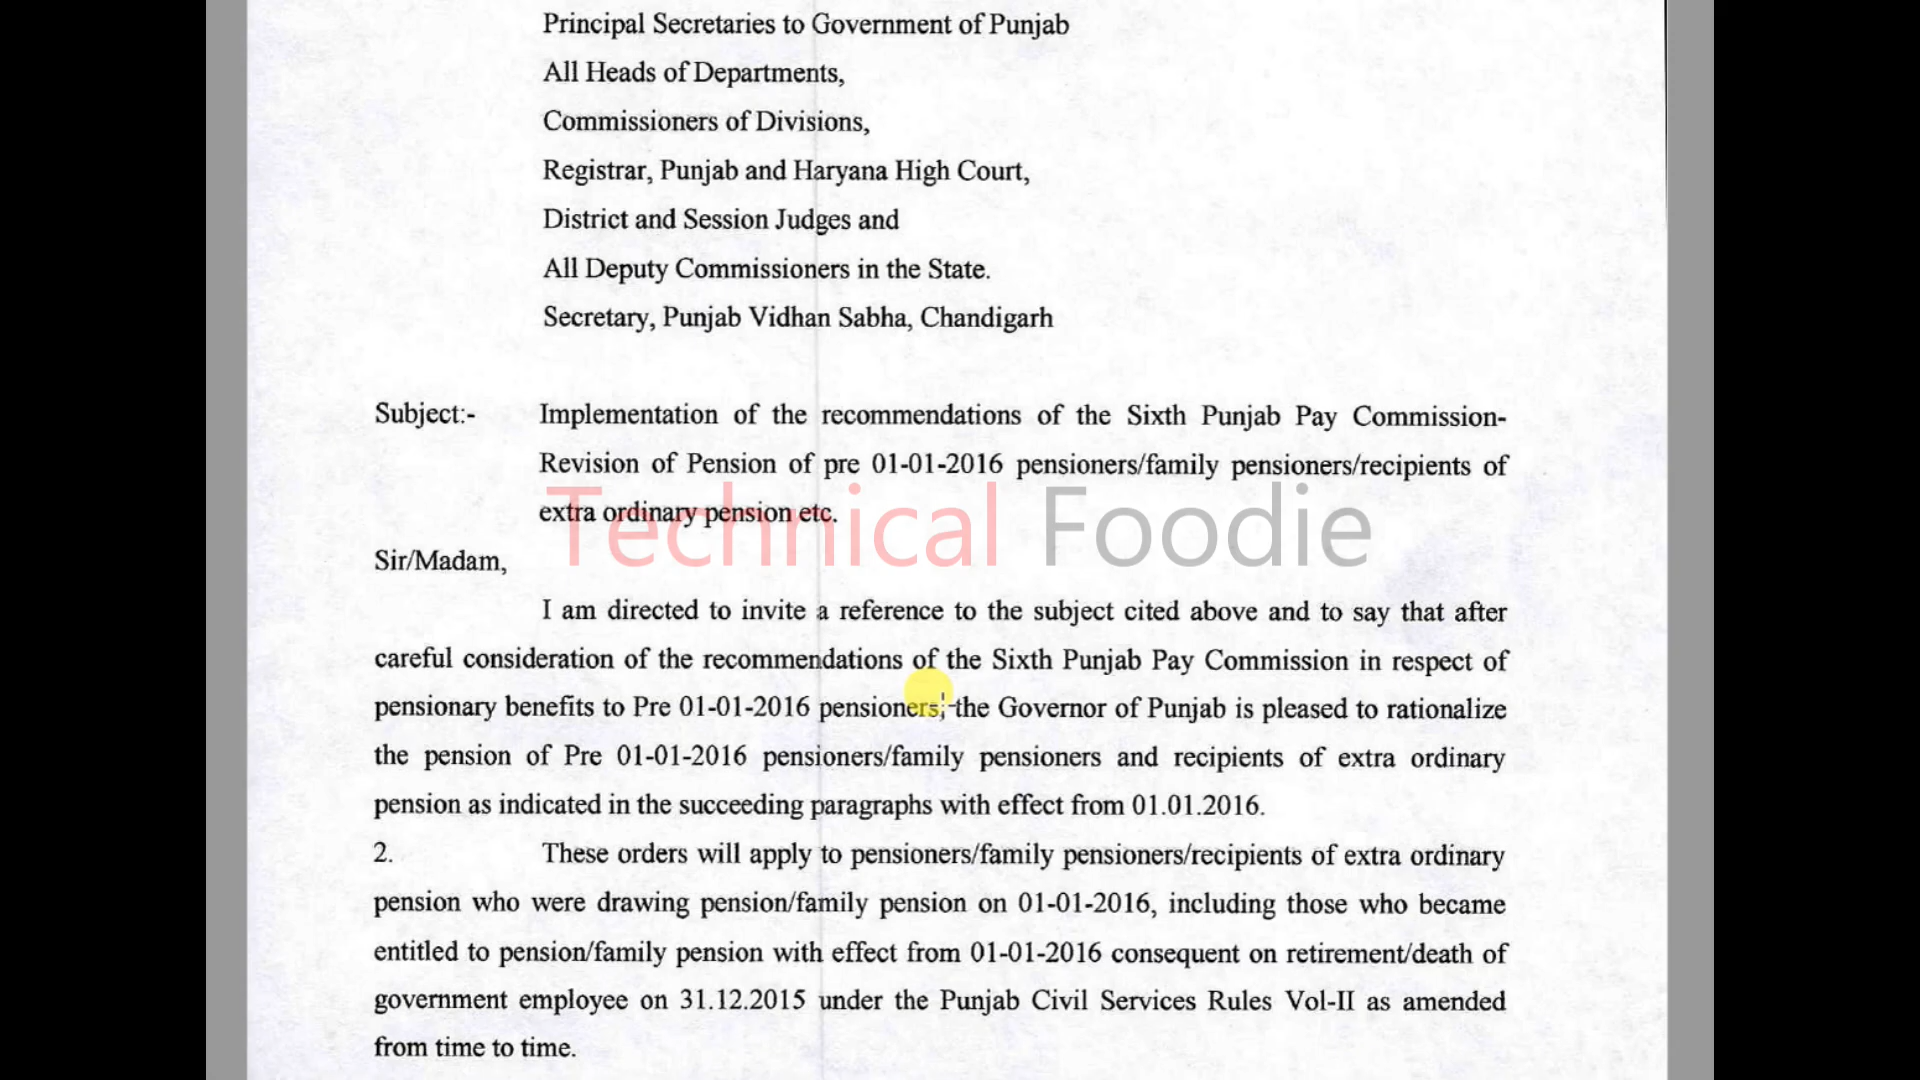 Principal Secretaries to Government of Punjab
All Heads of Departments,
Commissioners of Divisions,
Registrar, Punjab and Haryana High Court,
District and Session Judges and
All Deputy Commissioners in the State.
Secretary, Punjab Vidhan Sabha, Chandigarh
Subject:- Implementation of the recommendations of the Sixth Punjab Pay Commission-
Revision of Pension of pre 01-01-2016 pensioners/family pensioners/recipients of
extra ordinary pension etc.
Technical Foodie
Sir/Madam,
I am directed to invite a reference to the subject cited above and to say that after
careful consideration of the recommendations of the Sixth Punjab Pay Commission in respect of
pensionary benefits to Pre 01-01-2016 pensioners, the Governor of Punjab is pleased to rationalize
the pension of Pre 01-01-2016 pensioners/family pensioners and recipients of extra ordinary
pension as indicated in the succeeding paragraphs with effect from 01.01.2016.
2. These orders will apply to pensioners/family pensioners/recipients of extra ordinary
pension who were drawing pension/family pension on 01-01-2016, including those who became
entitled to pension/family pension with effect from 01-01-2016 consequent on retirement/death of
government employee on 31.12.2015 under the Punjab Civil Services Rules Vol-II as amended
from time to time.